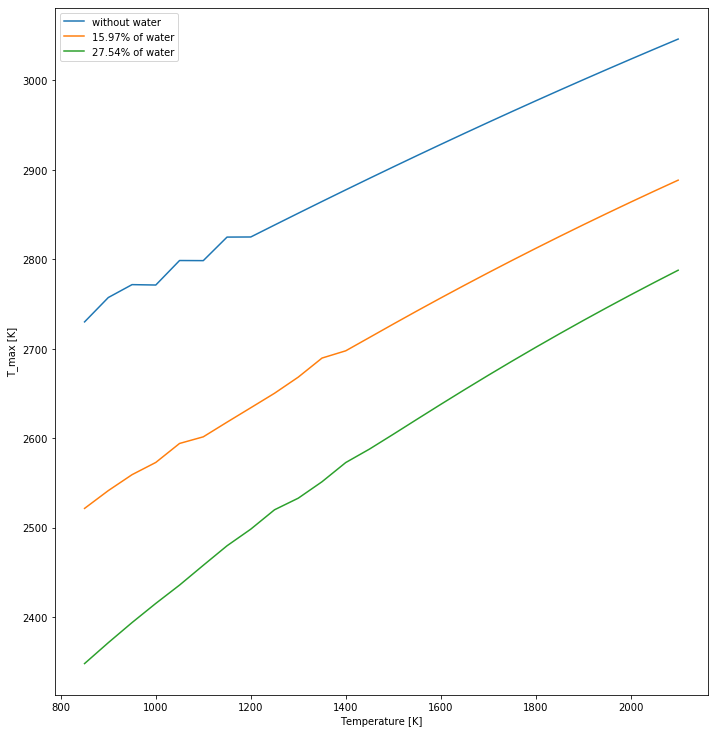 without water
15.97% of water
27.54% of water
3000
2900
2800
2700
2600
2500
2400
T_max [K]
800 1000 1200 1400 1600 1800 2000
Temperature [K]